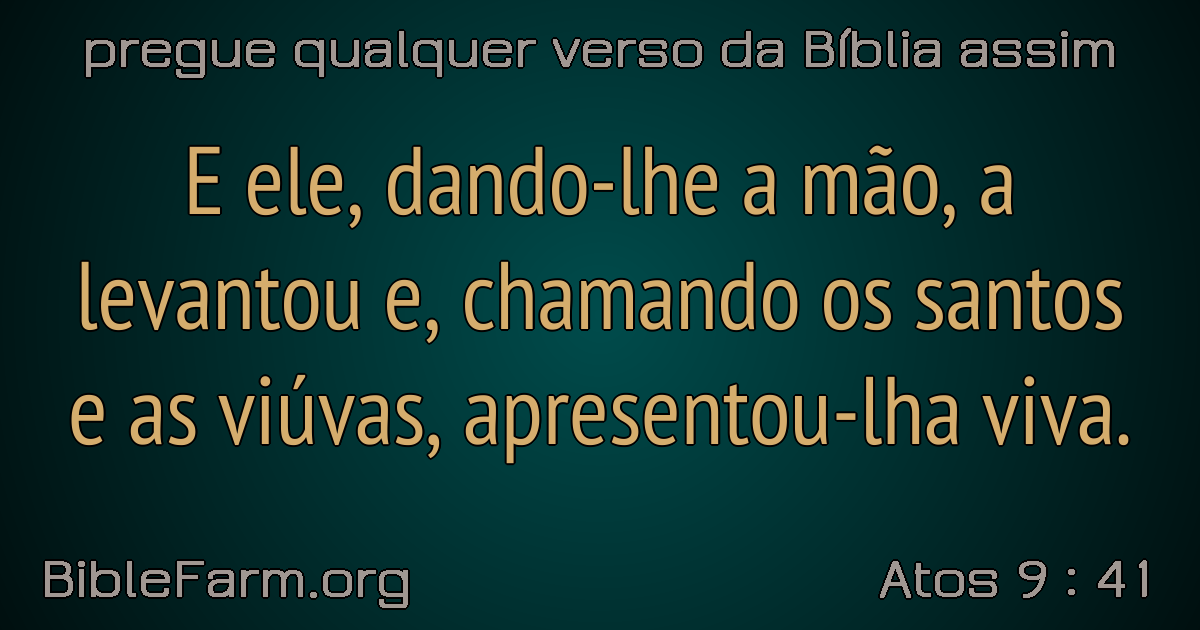 pregue qualquer verso da Bíblia assim
E ele, dando-lhe a mão, a
levantou e, chamando os santos
e as viúvas, apresentou-lha viva.
BibleFarm.org
Atos 9 : 41